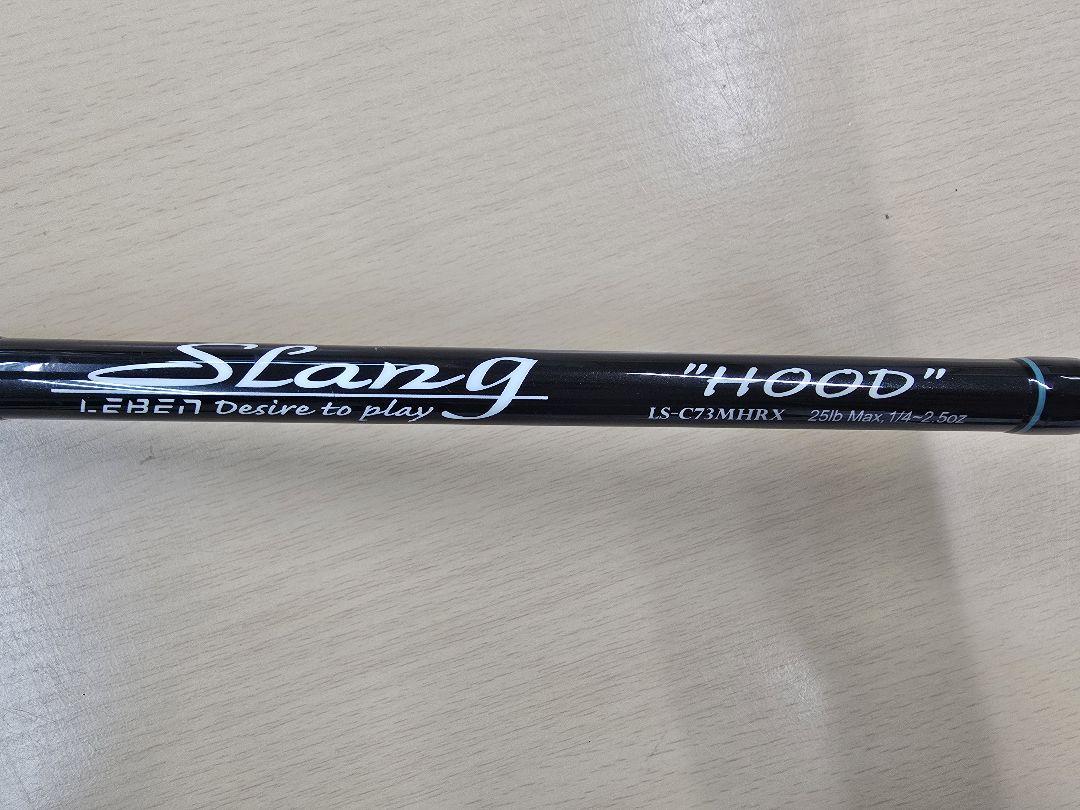 SLang
LEBEN Desire to play
"HOOD"
LS-C73MHRX 25lb Max, 1/4~2.5oz